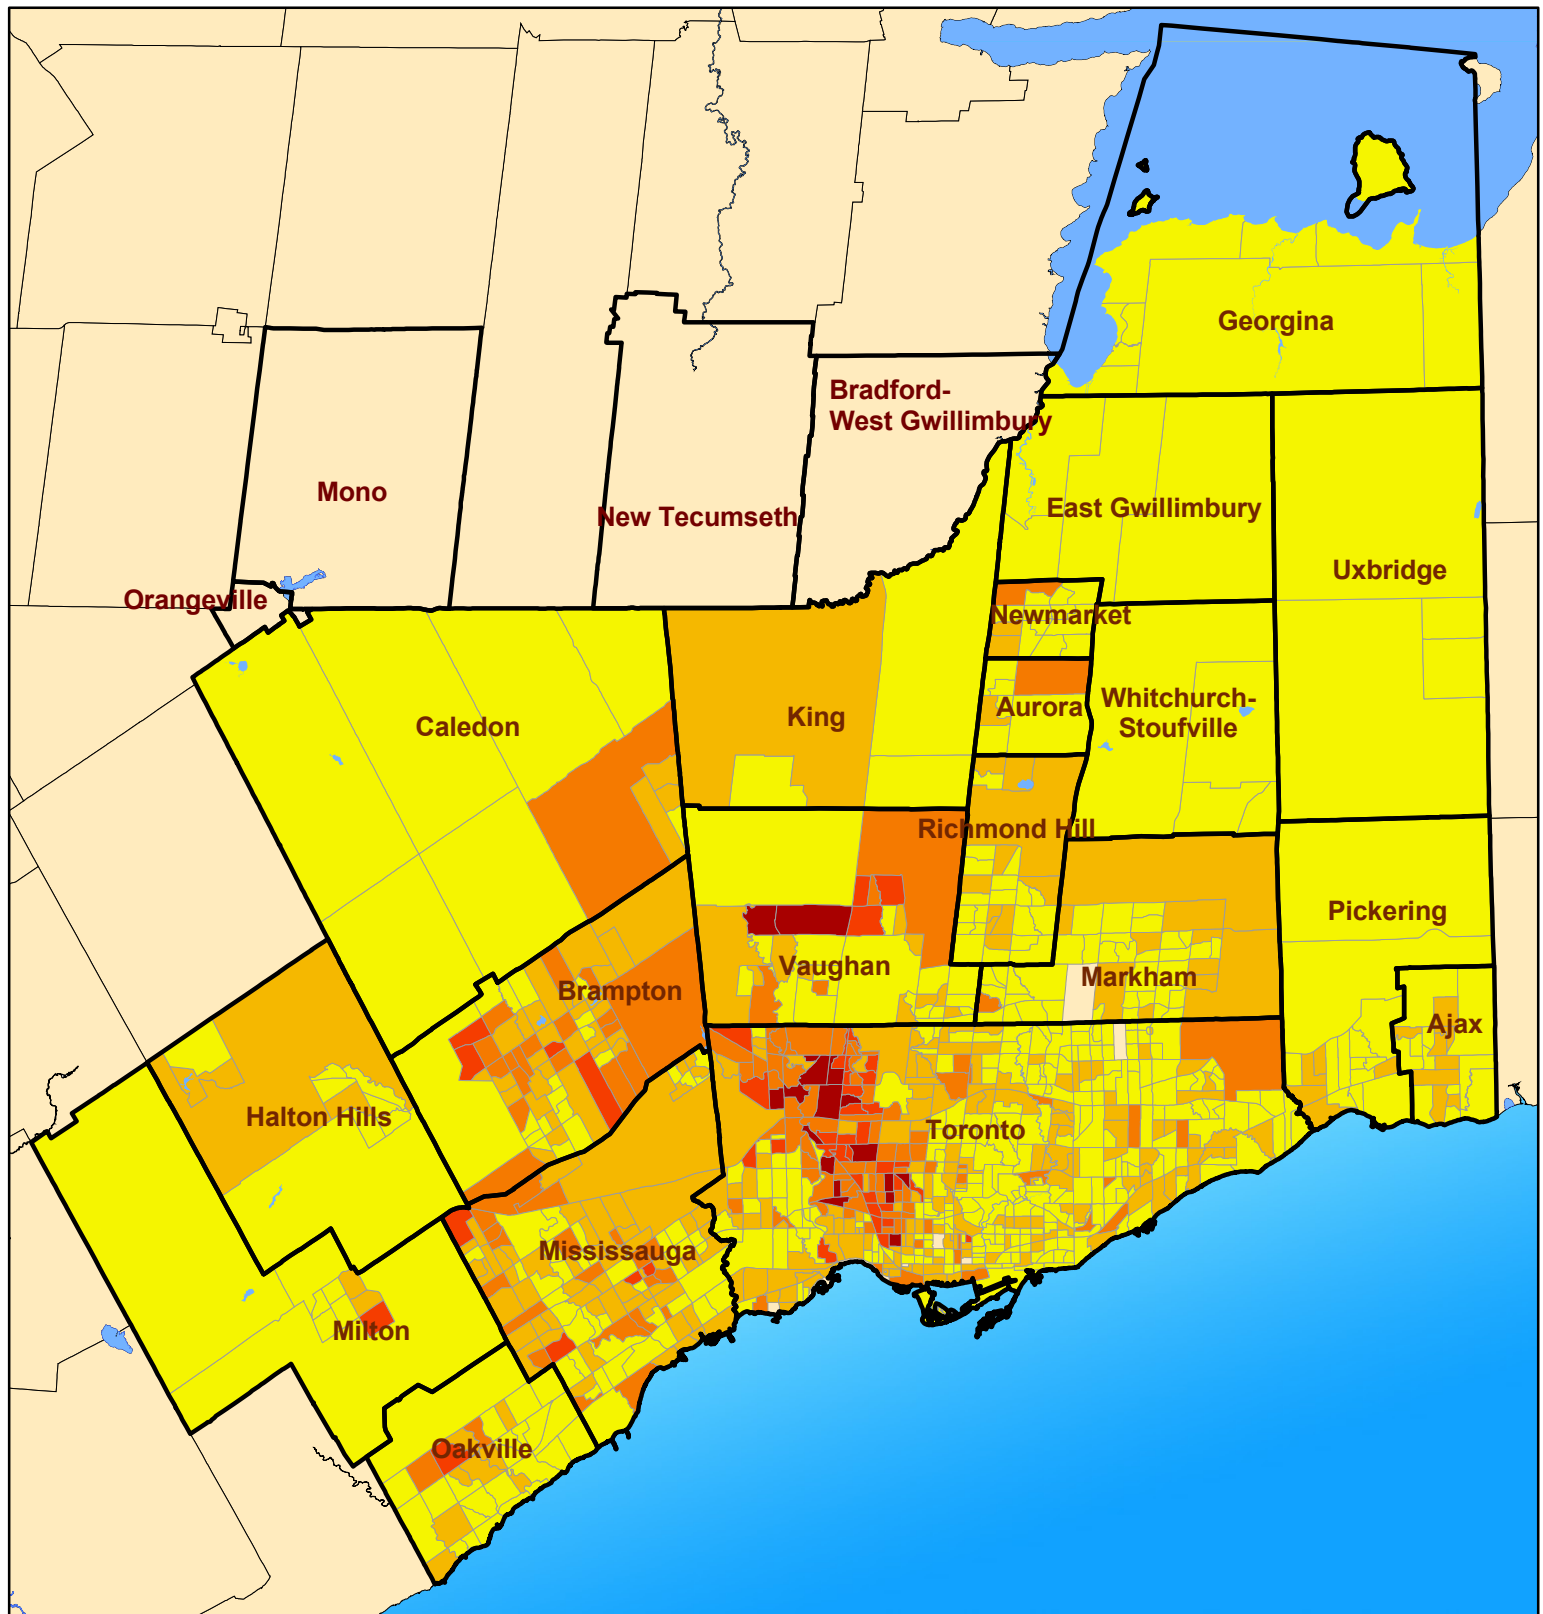 Georgina
Bradford-
West Gwillimbury
Mono
New Tecumseth
East Gwillimbury
Uxbridge
Orangeville
Newmarket
Caledon
King
Aurora
Whitchurch-
Stoufville
Richmond Hill
Pickering
Vaughan
Markham
Brampton
Ajax
Halton Hills
Toronto
Mississauga
Milton
Oakville